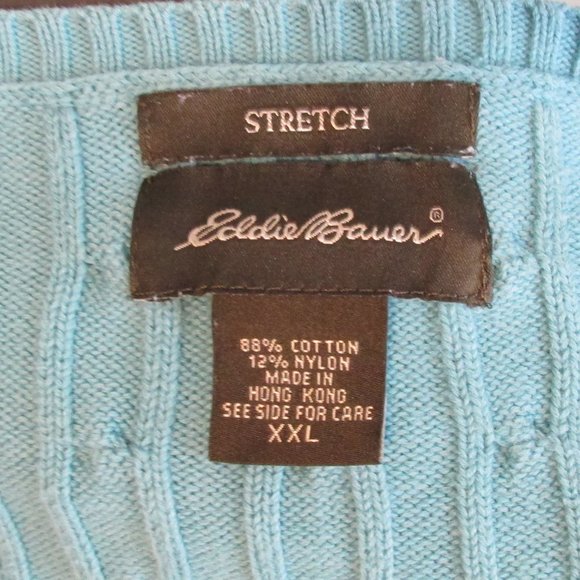 STRETCH
Eddie Bauer®
88% COTTON
12% NYLON
MADE IN
HONG KONG
SEE SIDE FOR CARE
XXL